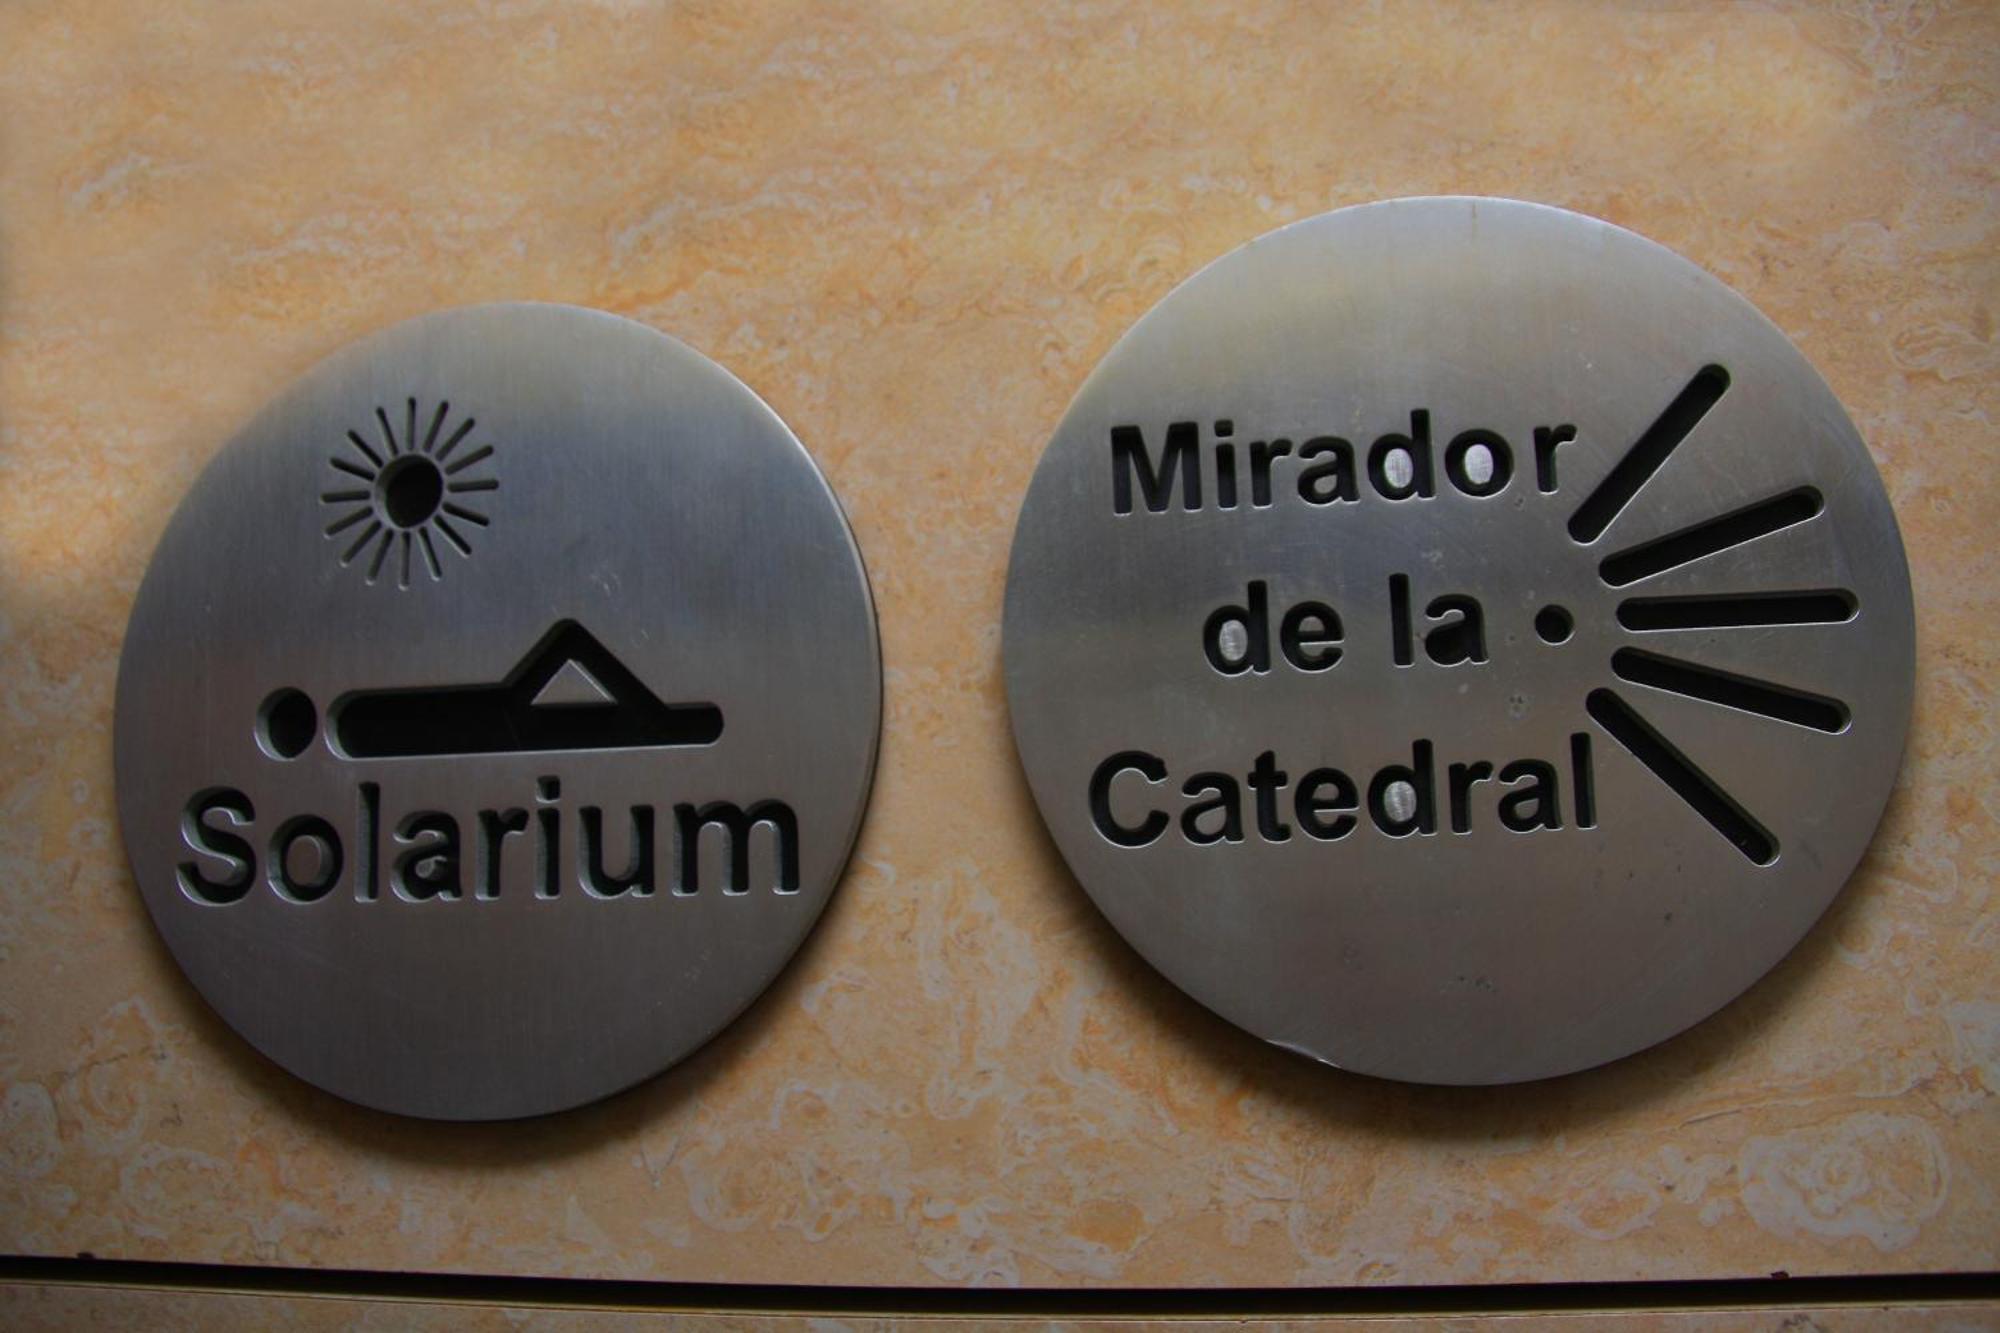 Solarium
Mirador
de la
Catedral